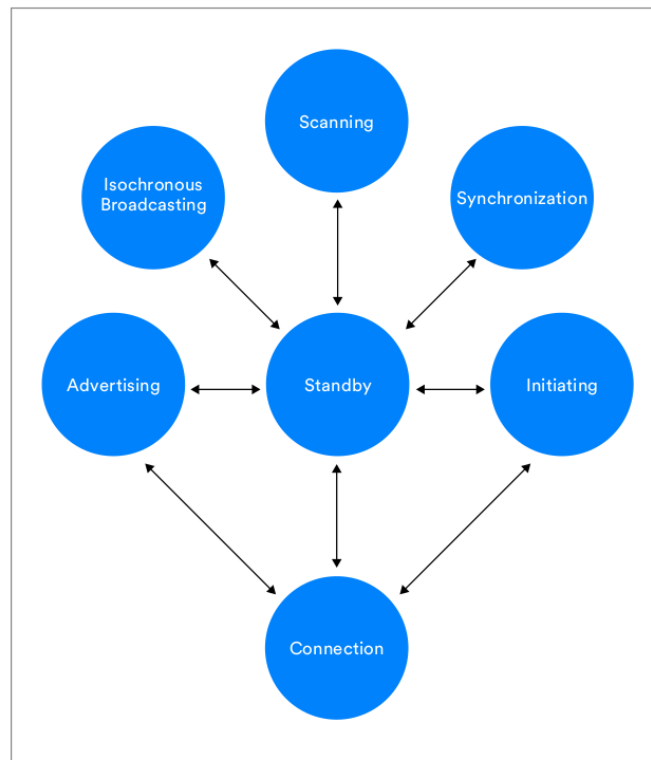 Scanning
Isochronous
Broadcasting
Synchronization
Advertising
Standby
Initiating
Connection